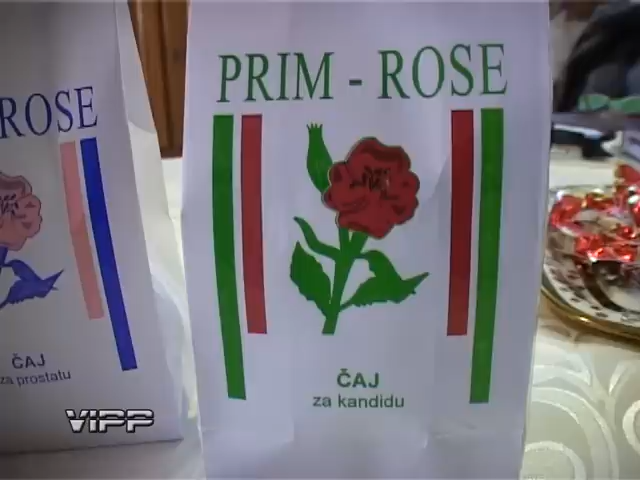 ROSE
ČAJ
za prostatu
PRIM - ROSE
ČAJ
za kandidu
VIPP